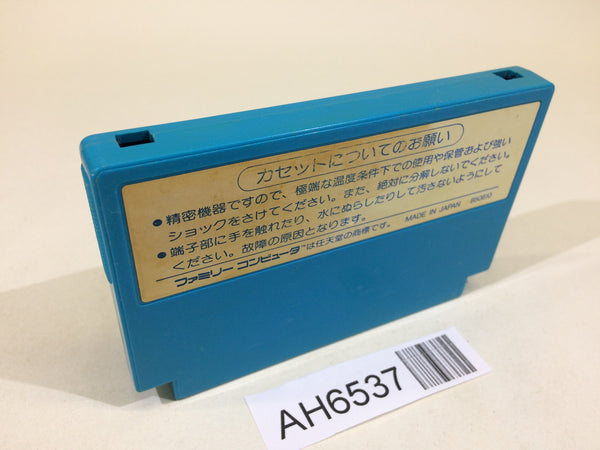 カセットについてのお願い
●精密機器ですので、極端な温度条件下での使用や保管および強い
ショックをさけてください。また、絶対に分解しないでください。
●端子部に手を触れたり、水にぬらしたりして汚さないようにして
ください。故障の原因となります。 MADE IN JAPAN 850610
ファミリー コンピュータ™は任天堂の商標です。
AH6537